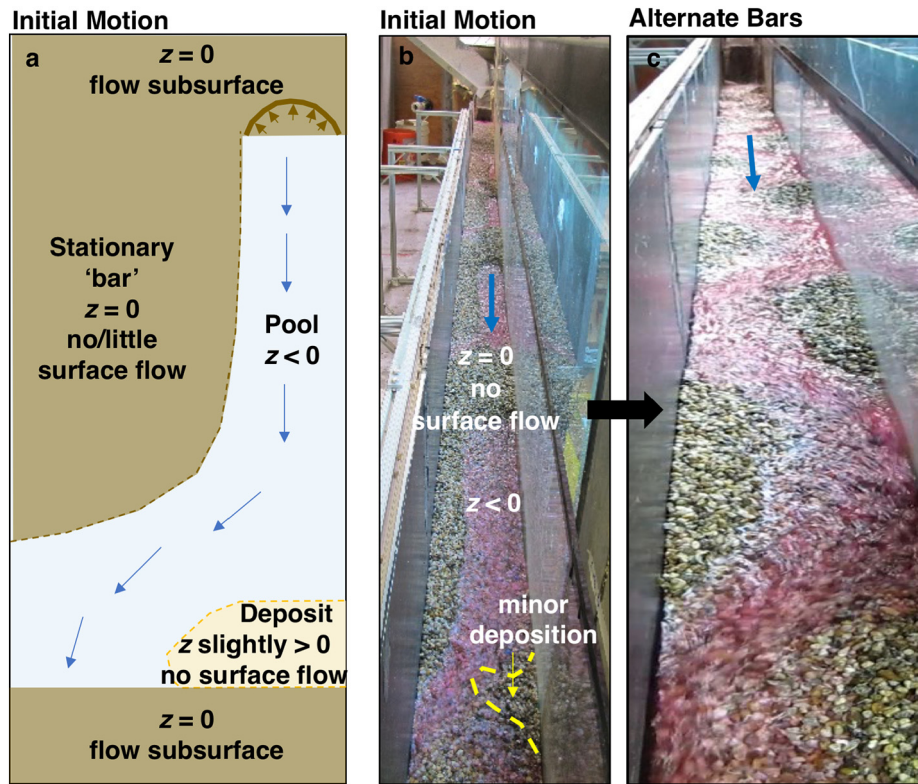 Initial Motion
a
z = 0
flow subsurface
Stationary
‘bar’
z = 0
no/little
surface flow
Pool
z < 0
Deposit
z slightly > 0
no surface flow
z = 0
flow subsurface
Initial Motion
b
z = 0
no
surface flow
z < 0
minor
deposition
Alternate Bars
c